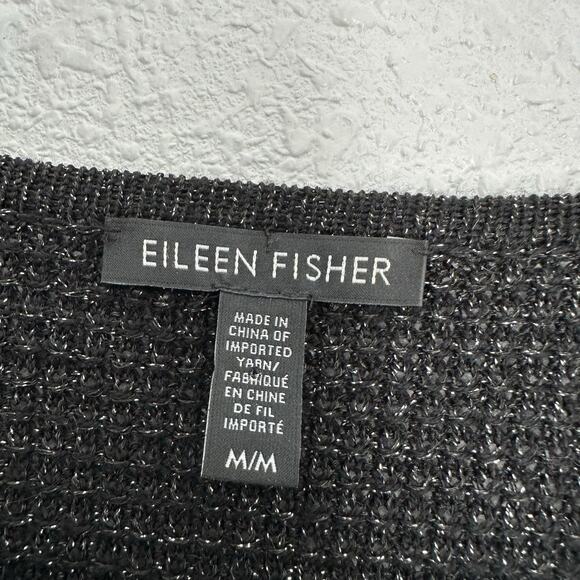 EILEEN FISHER
MADE IN
CHINA OF
IMPORTED
YARN/
FABRIQUÉ
EN CHINE
DE FIL
IMPORTÉ
M/M